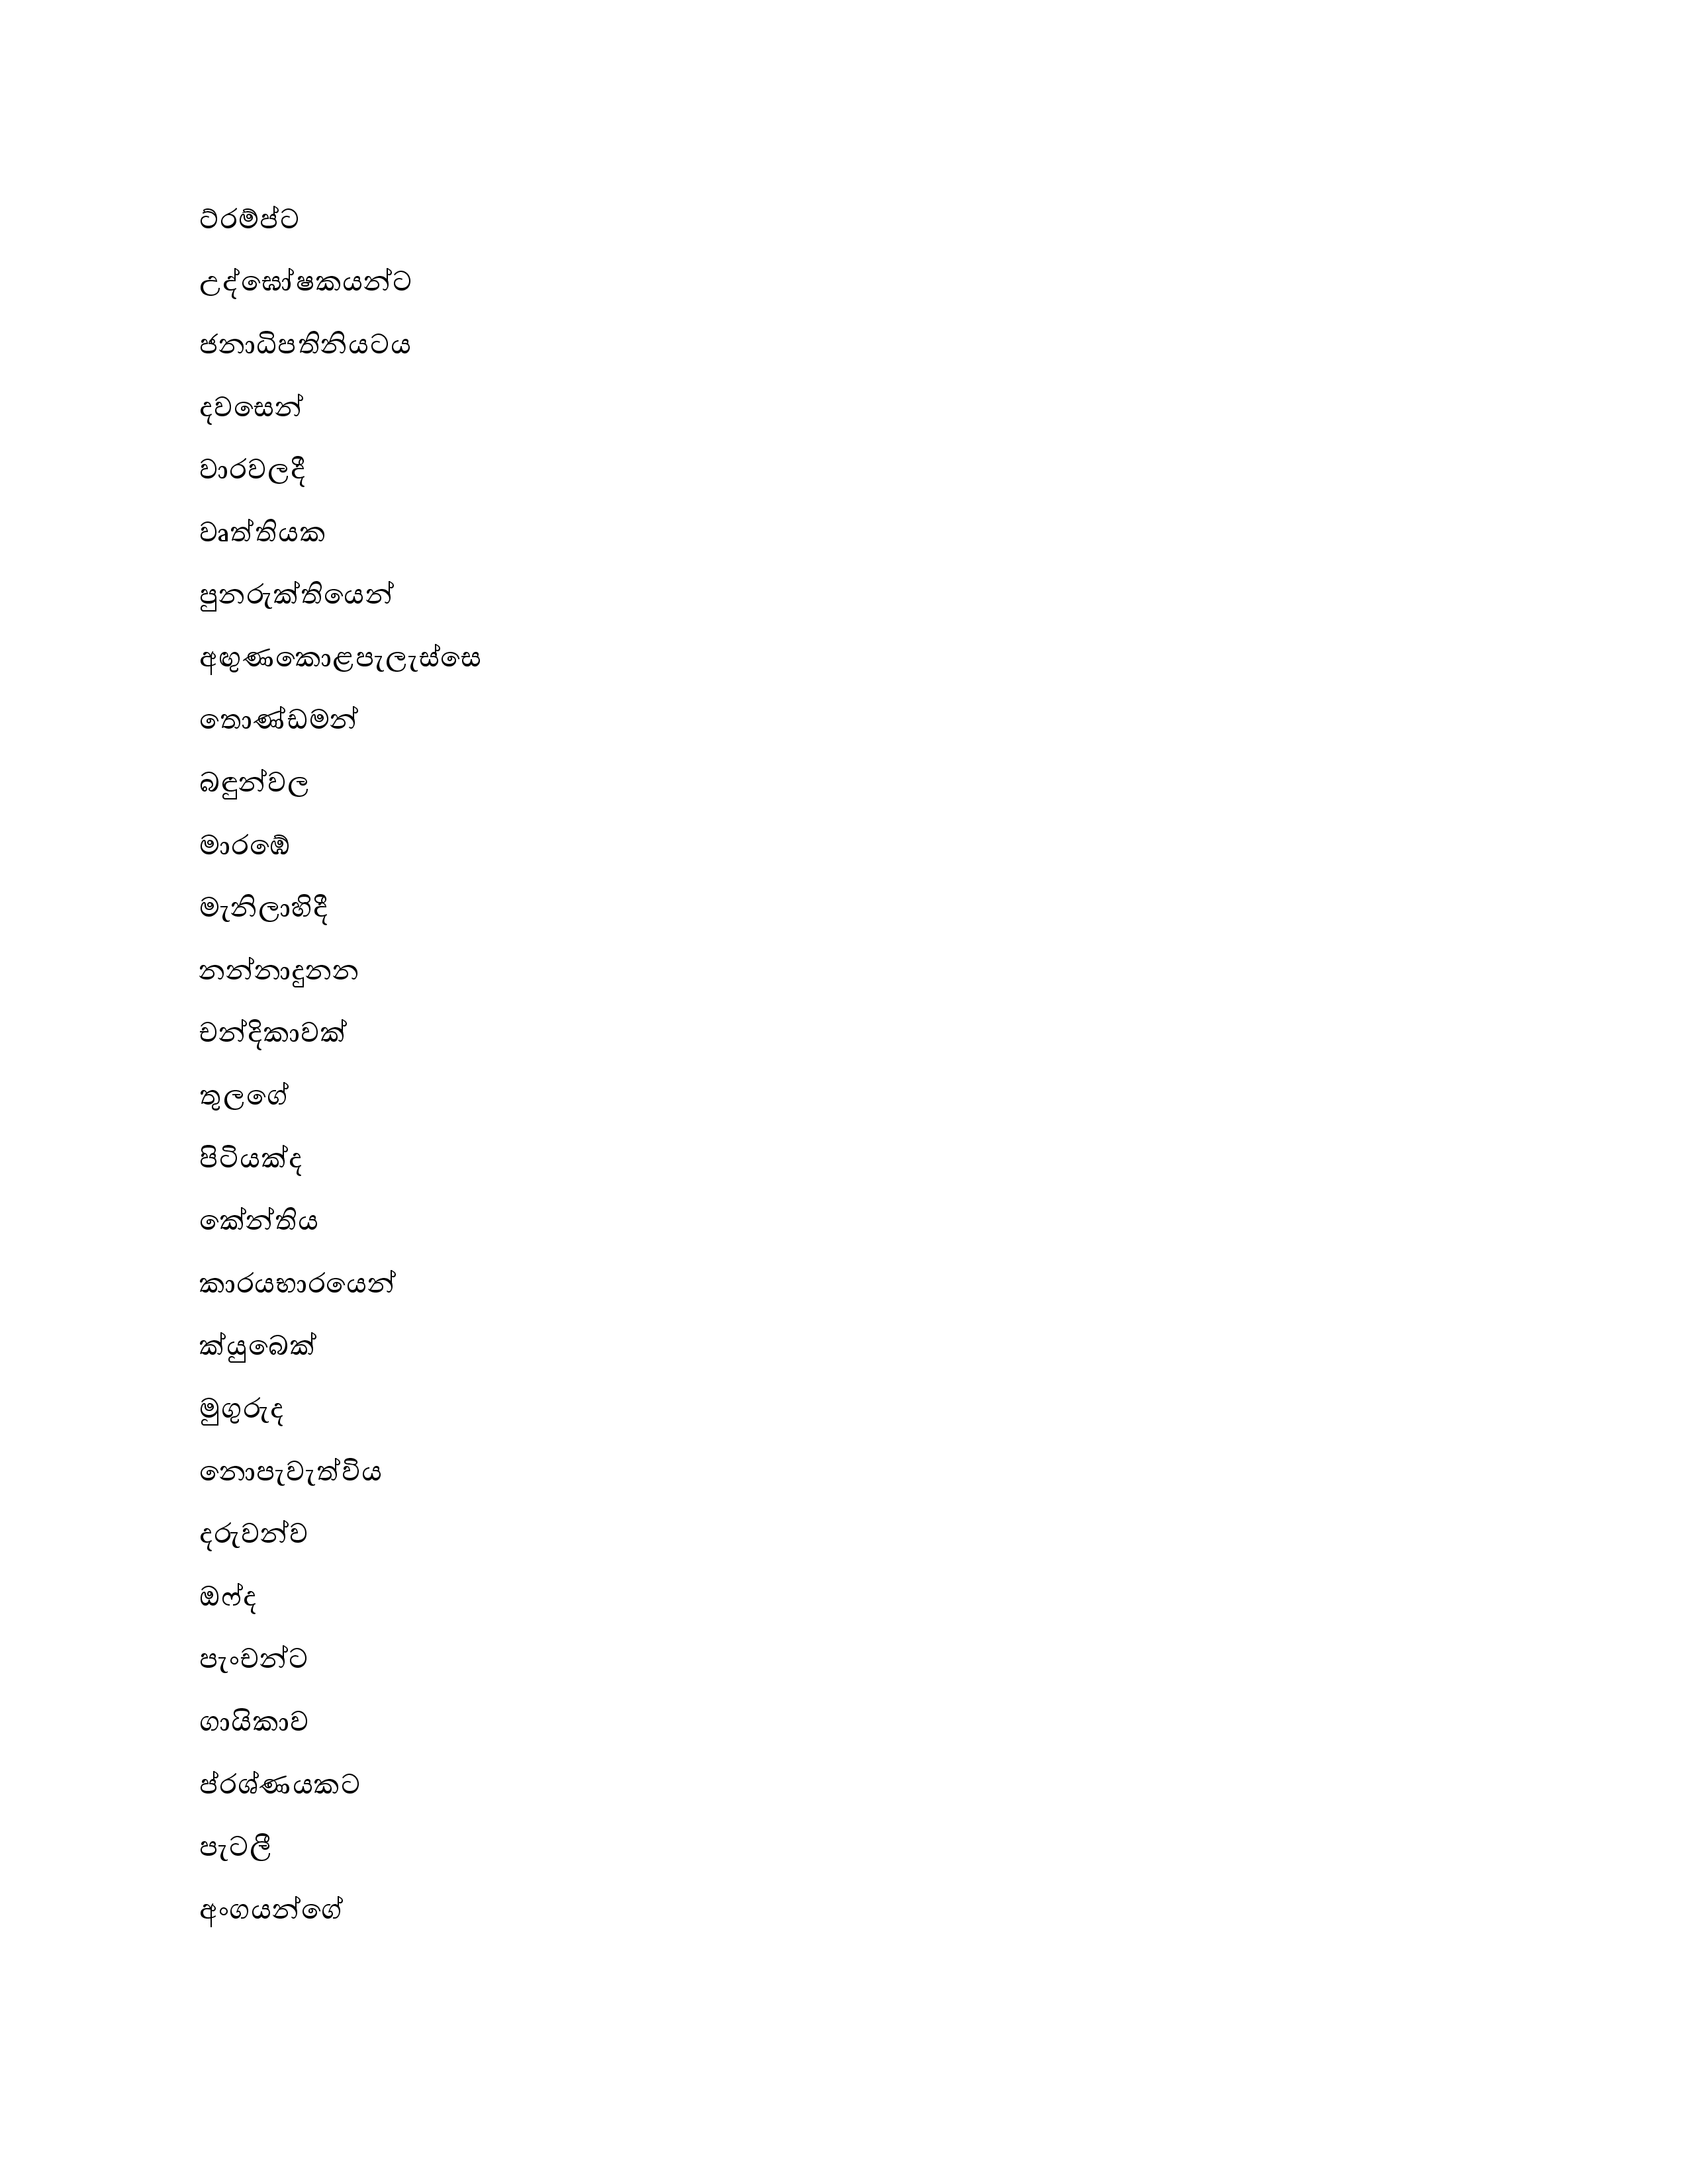 ට්රම්ප්ට
උද්ඝෝෂකයන්ට
ජනාධිපතිනියටය
දවසෙන්
වාරවලදී
වෘත්තියක
පුනරුක්තියෙන්
අඟුණකොළපැලැස්සෙ
තොණ්ඩමන්
බඳුන්වල
මාරඹේ
මැනිලාහිදී
නන්නාදුනන
චන්දිකාවක්
තුලගේ
පිටියක්ද
කේන්තිය
කාරයභාරයෙන්
ක්යුබෙක්
මුගුරුද
නොපැවැත්විය
දරුවන්ව
ඔෆ්ද
පැංචන්ට
ගායිකාව
ප්රශ්ණයකට
පැටලී
අංගයන්ගේ